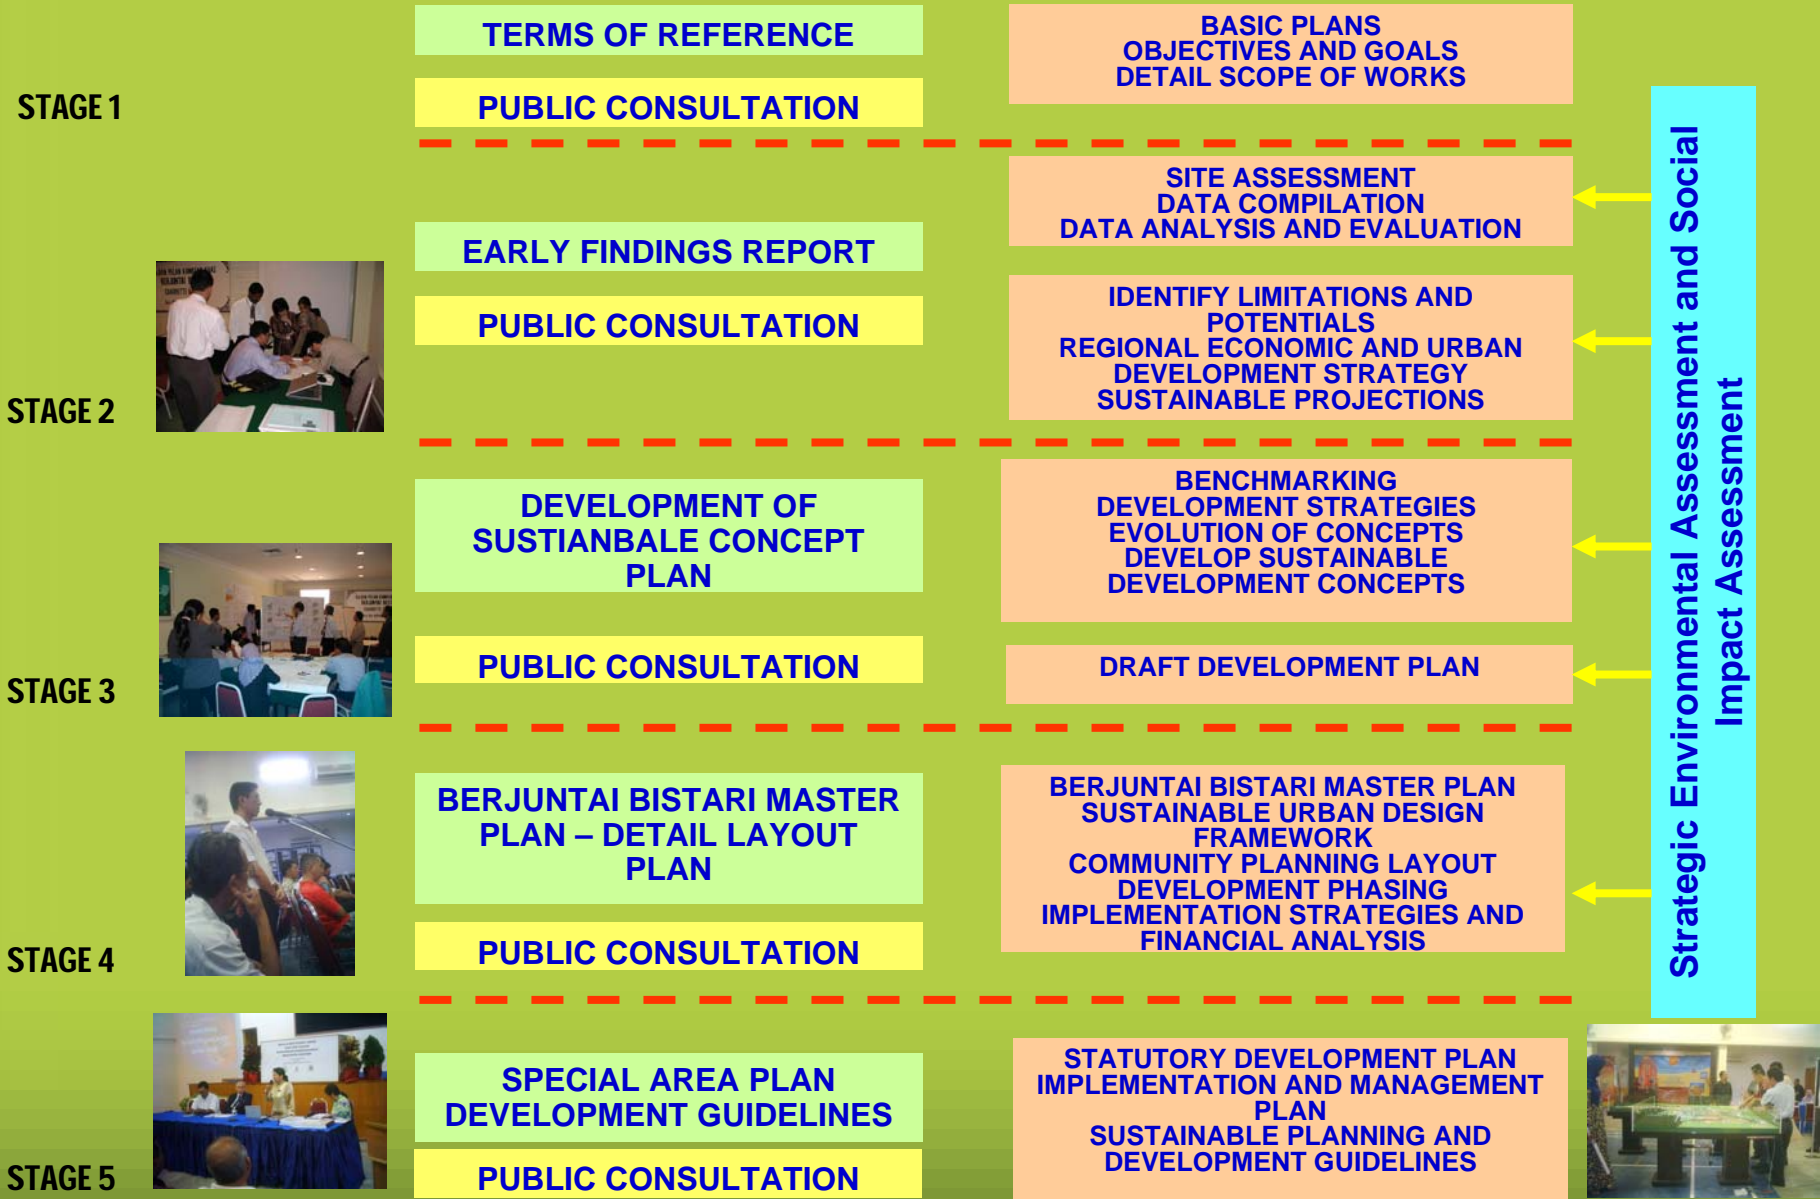 TERMS OF REFERENCE
BASIC PLANS
OBJECTIVES AND GOALS
DETAIL SCOPE OF WORKS
STAGE 1
PUBLIC CONSULTATION
SITE ASSESSMENT
DATA COMPILATION
DATA ANALYSIS AND EVALUATION
EARLY FINDINGS REPORT
PUBLIC CONSULTATION
IDENTIFY LIMITATIONS AND
POTENTIALS
REGIONAL ECONOMIC AND URBAN
DEVELOPMENT STRATEGY
SUSTAINABLE PROJECTIONS
STAGE 2
DEVELOPMENT OF
SUSTIANBALE CONCEPT
PLAN
BENCHMARKING
DEVELOPMENT STRATEGIES
EVOLUTION OF CONCEPTS
DEVELOP SUSTAINABLE
DEVELOPMENT CONCEPTS
PUBLIC CONSULTATION
DRAFT DEVELOPMENT PLAN
STAGE 3
BERJUNTAI BISTARI MASTER
PLAN – DETAIL LAYOUT
PLAN
BERJUNTAI BISTARI MASTER PLAN
SUSTAINABLE URBAN DESIGN
FRAMEWORK
COMMUNITY PLANNING LAYOUT
DEVELOPMENT PHASING
IMPLEMENTATION STRATEGIES AND
FINANCIAL ANALYSIS
PUBLIC CONSULTATION
STAGE 4
SPECIAL AREA PLAN
DEVELOPMENT GUIDELINES
STATUTORY DEVELOPMENT PLAN
IMPLEMENTATION AND MANAGEMENT
PLAN
SUSTAINABLE PLANNING AND
DEVELOPMENT GUIDELINES
PUBLIC CONSULTATION
STAGE 5
Strategic Environmental Assessment and Social
Impact Assessment